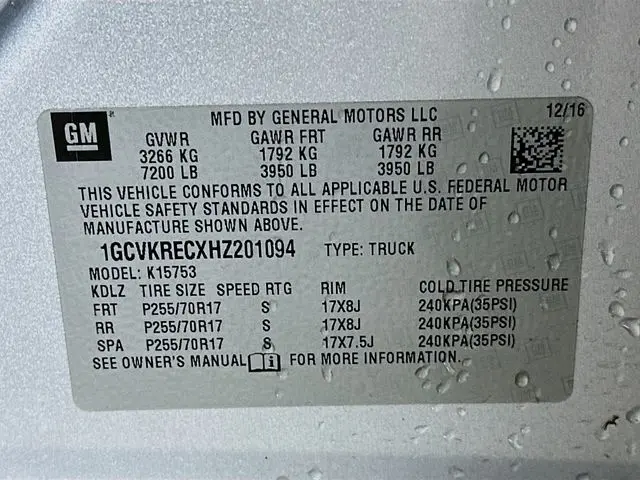 GM
MFD BY GENERAL MOTORS LLC 12/16
GVWR GAWR FRT GAWR RR
3266 KG 1792 KG 1792 KG
7200 LB 3950 LB 3950 LB
THIS VEHICLE CONFORMS TO ALL APPLICABLE U.S. FEDERAL MOTOR
VEHICLE SAFETY STANDARDS IN EFFECT ON THE DATE OF
MANUFACTURE SHOWN ABOVE.
1GCVKRECXHZ201094 TYPE: TRUCK
MODEL: K15753
KDLZ TIRE SIZE SPEED RTG RIM COLD TIRE PRESSURE
FRT P255/70R17 S 17X8J 240KPA(35PSI)
RR P255/70R17 S 17X8J 240KPA(35PSI)
SPA P255/70R17 S 17X7.5J 240KPA(35PSI)
SEE OWNER'S MANUAL FOR MORE INFORMATION.